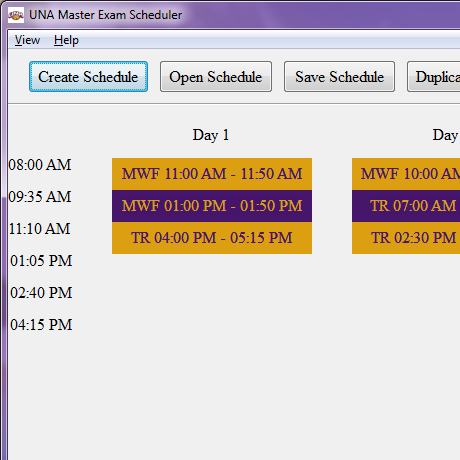 UNA Master Exam Scheduler
View Help
Create Schedule Open Schedule Save Schedule Duplica
Day 1 Day
08:00 AM MWF 11:00 AM - 11:50 AM MWF 10:00 AM
09:35 AM MWF 01:00 PM - 01:50 PM TR 07:00 AM
11:10 AM TR 04:00 PM - 05:15 PM TR 02:30 PM
01:05 PM
02:40 PM
04:15 PM